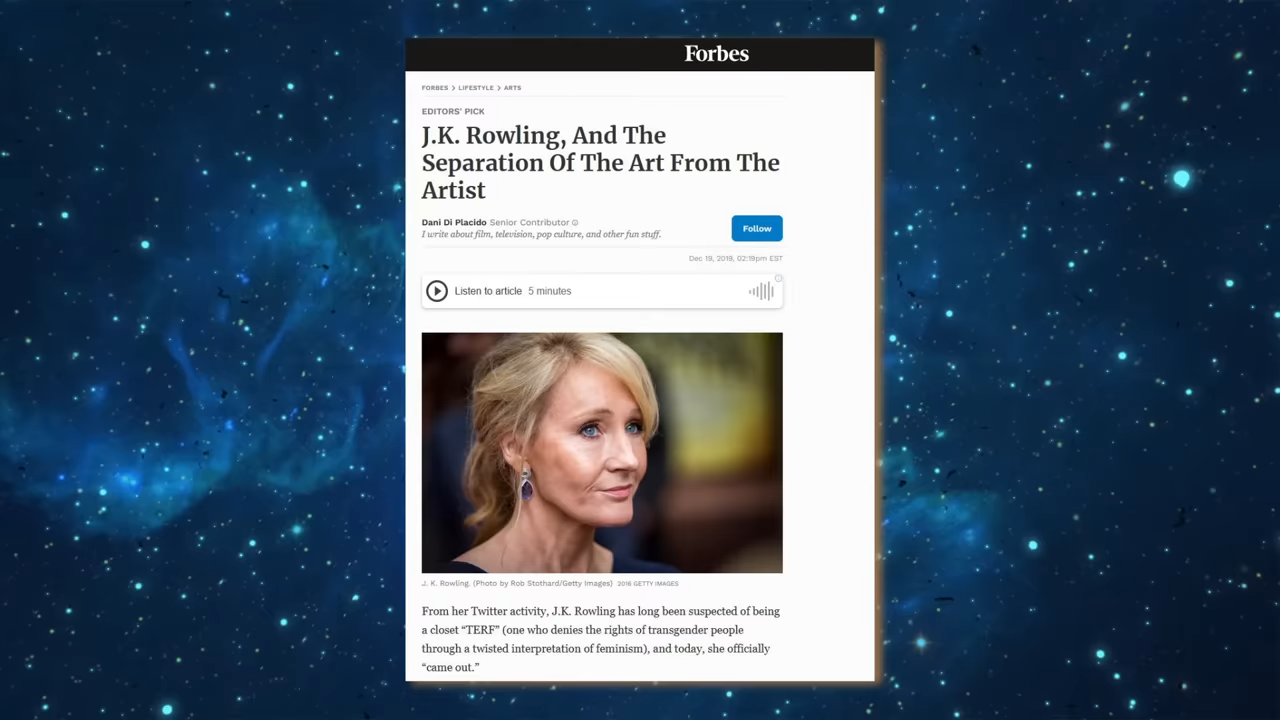 Forbes
FORBES > LIFESTYLE > ARTS
EDITORS' PICK
J.K. Rowling, And The
Separation Of The Art From The
Artist
Dani Di Placido Senior Contributor
I write about film, television, pop culture, and other fun stuff.
Follow
Dec 19, 2019, 02:19pm EST
Listen to article 5 minutes
J. K. Rowling. (Photo by Rob Stothard/Getty Images) 2016 GETTY IMAGES
From her Twitter activity, J.K. Rowling has long been suspected of being
a closet “TERF” (one who denies the rights of transgender people
through a twisted interpretation of feminism), and today, she officially
“came out.”